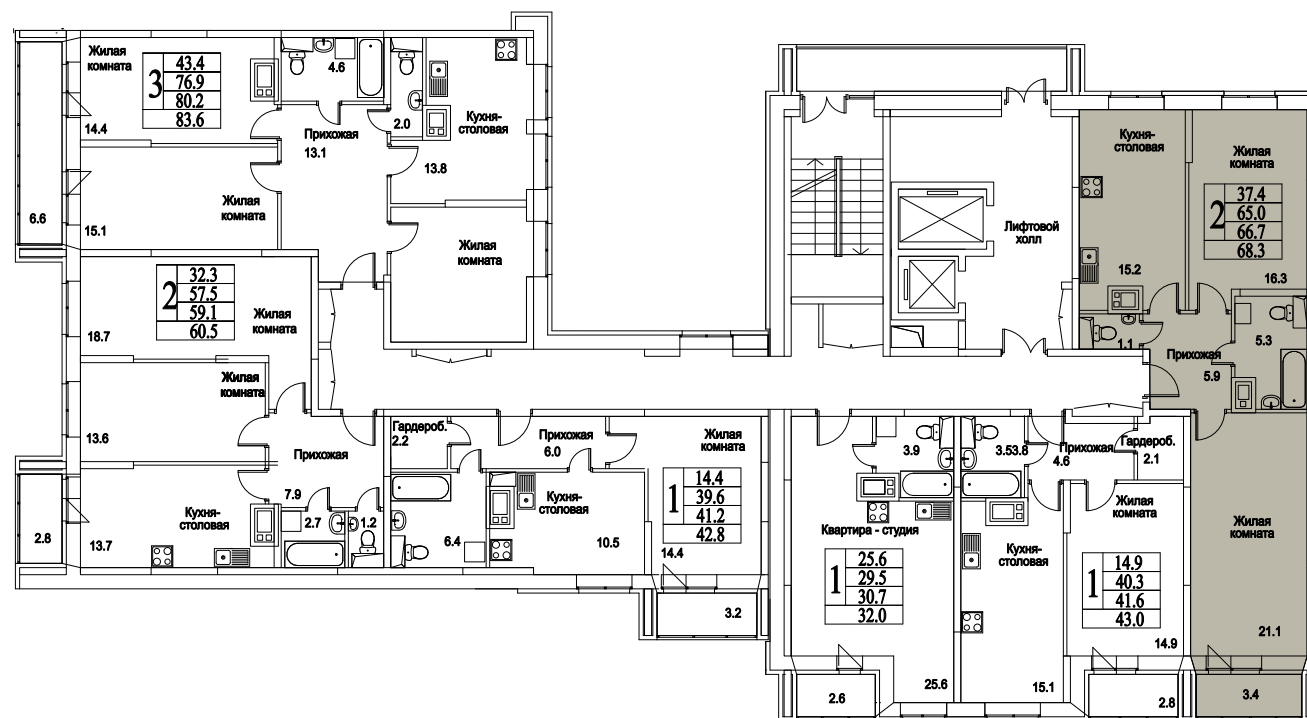 Жилая
комната
3
43.4
76.9
80.2
83.6
14.4
4.6
2.0
Прихожая
13.1
Кухня-
столовая
13.8
Жилая
комната
15.1
6.6
Жилая
комната
2
32.3
57.5
59.1
60.5
18.7
Жилая
комната
Жилая
комната
13.6
Прихожая
7.9
Кухня-
столовая
13.7
2.8
2.7
1.2
Гардероб.
2.2
Прихожая
6.0
6.4
Кухня-
столовая
10.5
Жилая
комната
1
14.4
39.6
41.2
42.8
14.4
3.2
Лифтовой
холл
Кухня-
столовая
15.2
Жилая
комната
2
37.4
65.0
66.7
68.3
16.3
1.1
Прихожая
5.9
5.3
Жилая
комната
21.1
3.4
3.9
Квартира - студия
1
25.6
29.5
30.7
32.0
25.6
2.6
3.53.8
Прихожая
4.6
Гардероб.
2.1
Кухня-
столовая
15.1
Жилая
комната
1
14.9
40.3
41.6
43.0
14.9
2.8